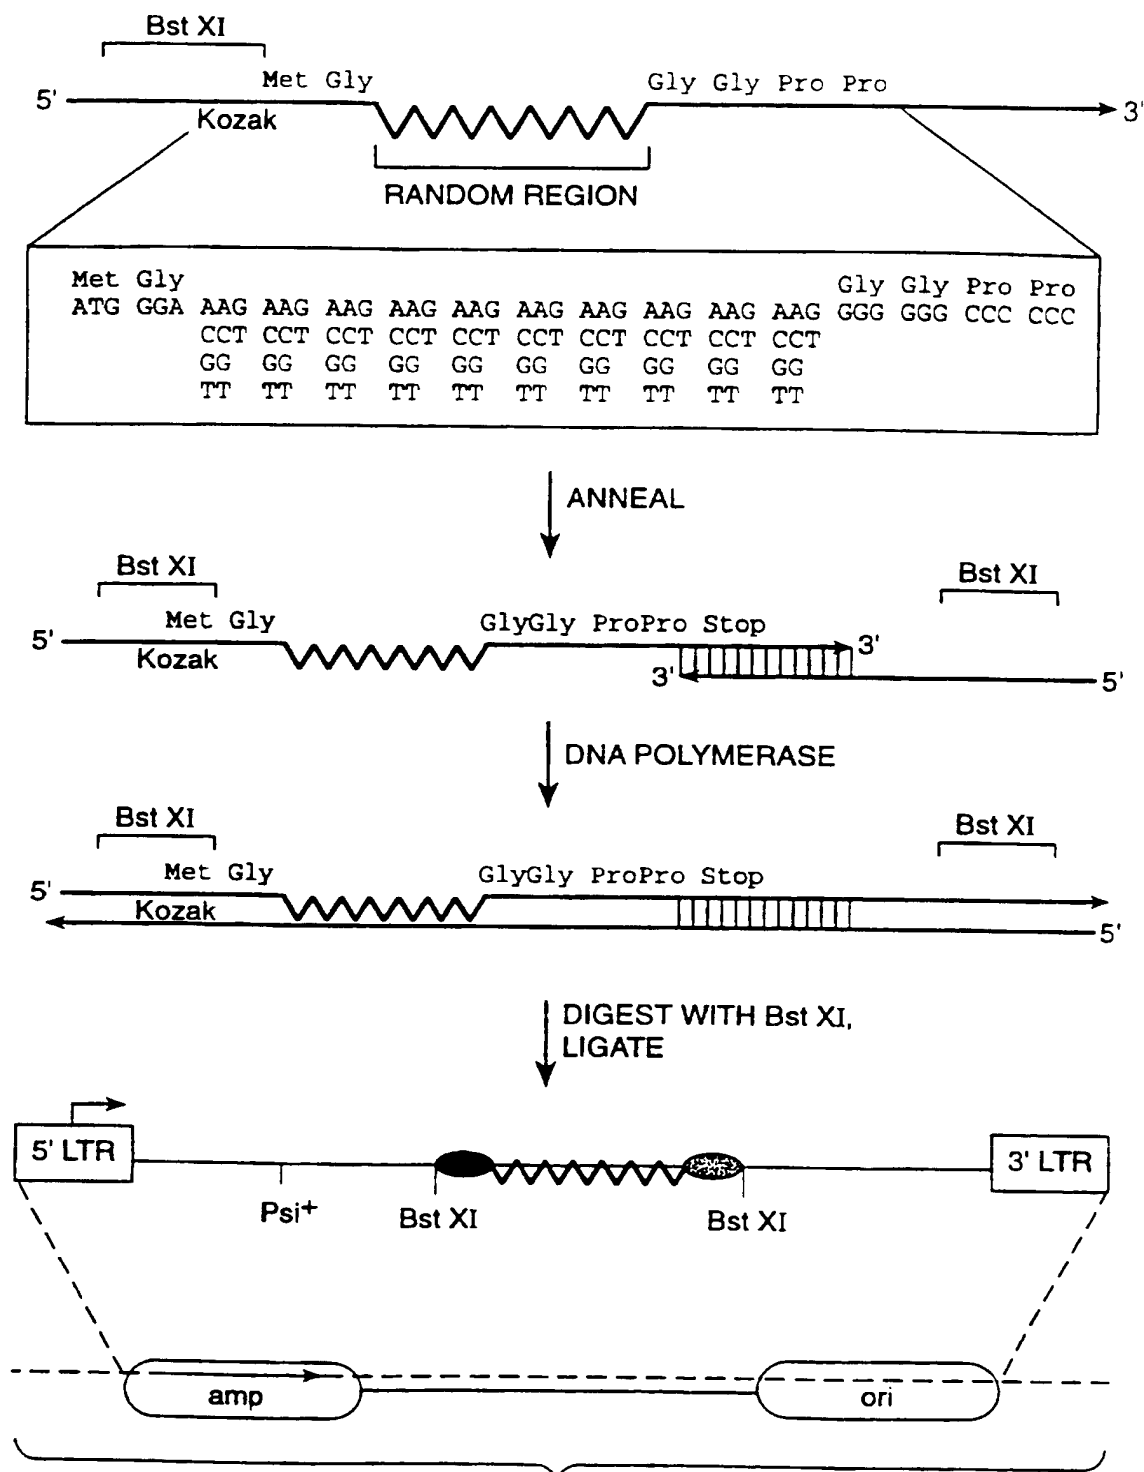 Bst XI
Met Gly
Gly Gly Pro Pro
5'
3'
Kozak
RANDOM REGION
Met Gly
Gly Gly Pro Pro
ATG GGA AAG AAG AAG AAG AAG AAG AAG AAG AAG AAG GGG GGG CCC CCC
CCT CCT CCT CCT CCT CCT CCT CCT CCT CCT
GG GG GG GG GG GG GG GG GG GG
TT TT TT TT TT TT TT TT TT TT
ANNEAL
Bst XI
Bst XI
Met Gly
GlyGly ProPro Stop
5'
3'
Kozak
3'
5'
DNA POLYMERASE
Bst XI
Bst XI
Met Gly
GlyGly ProPro Stop
5'
Kozak
5'
DIGEST WITH Bst XI,
LIGATE
5' LTR
3' LTR
Psi+
Bst XI
Bst XI
amp
ori